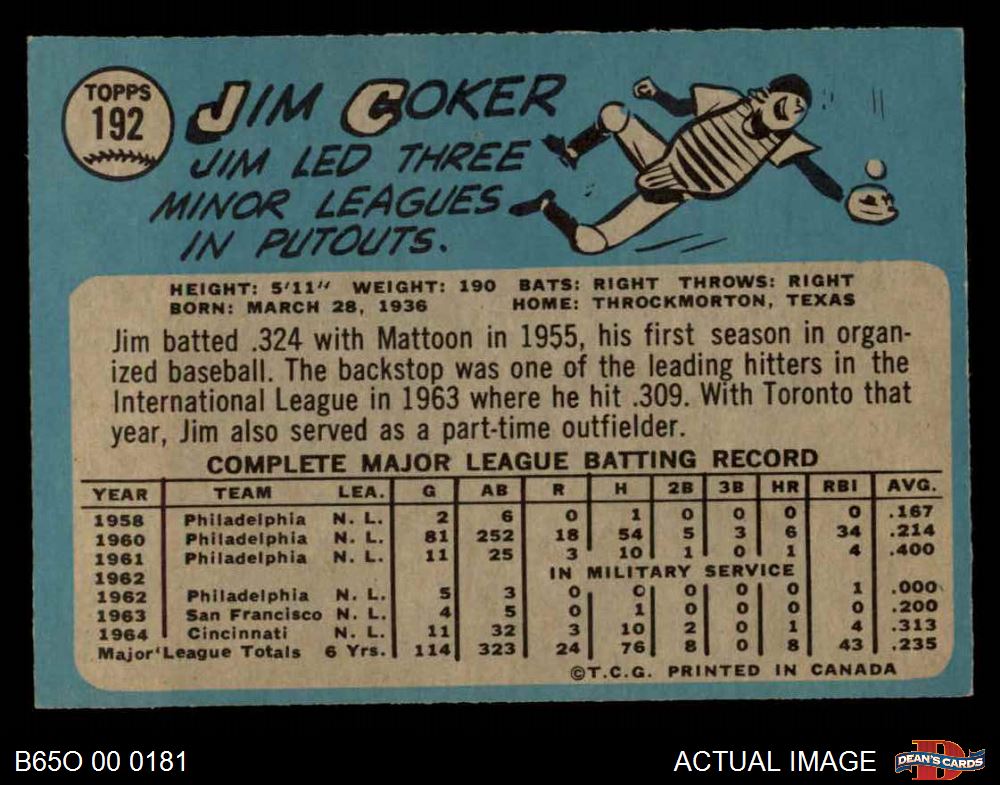 TOPPS
192
JIM COKER
JIM LED THREE
MINOR LEAGUES
IN PUTOUTS.
HEIGHT: 5'11" WEIGHT: 190 BATS: RIGHT THROWS: RIGHT
BORN: MARCH 28, 1936 HOME: THROCKMORTON, TEXAS
Jim batted .324 with Mattoon in 1955, his first season in organ-
ized baseball. The backstop was one of the leading hitters in the
International League in 1963 where he hit .309. With Toronto that
year, Jim also served as a part-time outfielder.
COMPLETE MAJOR LEAGUE BATTING RECORD
YEAR TEAM LEA. G AB R H 2B 3B HR RBI AVG.
1958 Philadelphia N. L. 2 6 0 1 0 0 0 0 .167
1960 Philadelphia N. L. 81 252 18 54 5 3 6 34 .214
1961 Philadelphia N. L. 11 25 3 10 1 0 1 4 .400
1962 IN MILITARY SERVICE
1962 Philadelphia N. L. 5 3 0 0 0 0 0 1 .000
1963 San Francisco N. L. 4 5 0 1 0 0 0 0 .200
1964 Cincinnati N. L. 11 32 3 10 2 0 1 4 .313
Major League Totals 6 Yrs. 114 323 24 76 8 0 8 43 .235
©T.C.G. PRINTED IN CANADA
B65O 00 0181
ACTUAL IMAGE
DEAN'S CARDS